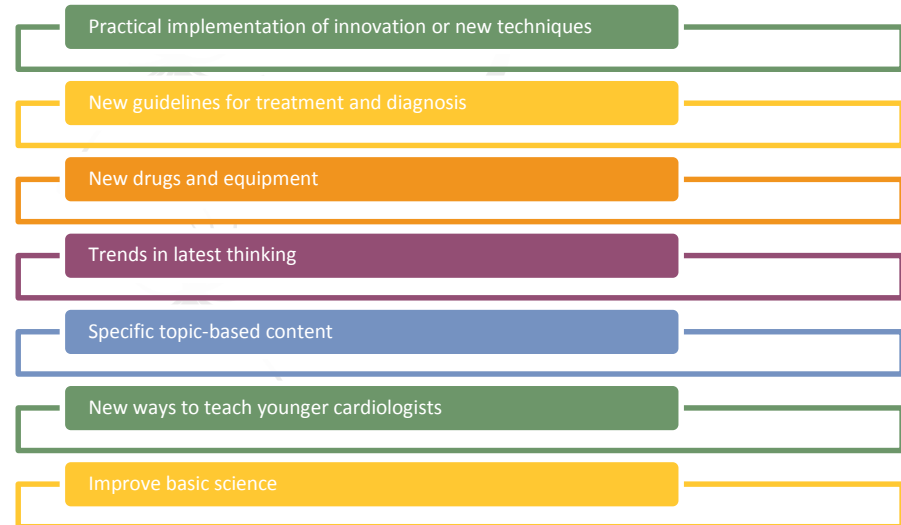 Practical implementation of innovation or new techniques
New guidelines for treatment and diagnosis
New drugs and equipment
Trends in latest thinking
Specific topic-based content
New ways to teach younger cardiologists
Improve basic science